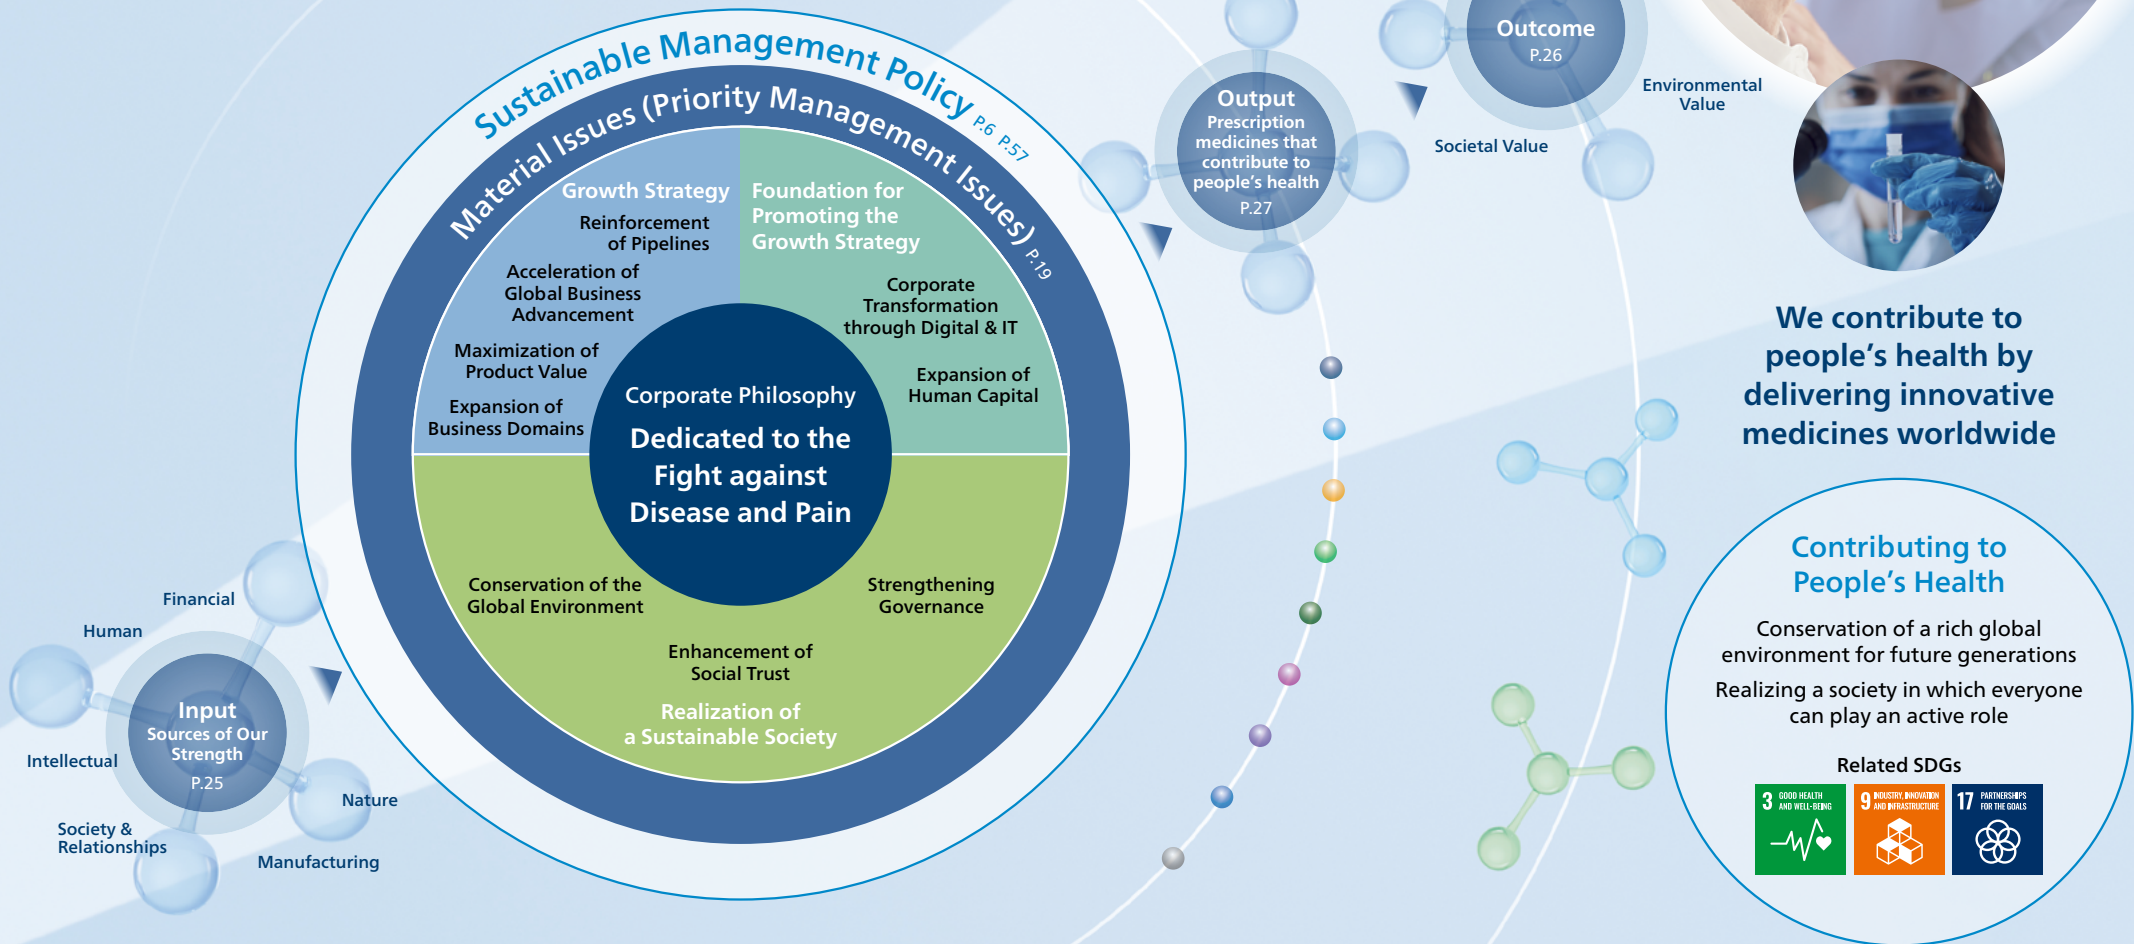 Sustainable Management Policy P.6 P.57
Material Issues (Priority Management Issues) P.19
Growth Strategy
Reinforcement
of Pipelines
Acceleration of
Global Business
Advancement
Maximization of
Product Value
Expansion of
Business Domains
Foundation for
Promoting the
Growth Strategy
Corporate
Transformation
through Digital & IT
Expansion of
Human Capital
Corporate Philosophy
Dedicated to the
Fight against
Disease and Pain
Conservation of the
Global Environment
Strengthening
Governance
Enhancement of
Social Trust
Realization of
a Sustainable Society
Financial
Human
Input
Sources of Our
Strength
P.25
Intellectual
Nature
Society &
Relationships
Manufacturing
Output
Prescription
medicines that
contribute to
people’s health
P.27
Outcome
P.26
Environmental
Value
Societal Value
We contribute to
people’s health by
delivering innovative
medicines worldwide
Contributing to
People’s Health
Conservation of a rich global
environment for future generations
Realizing a society in which everyone
can play an active role
Related SDGs
3 GOOD HEALTH
AND WELL-BEING
9 INDUSTRY, INNOVATION
AND INFRASTRUCTURE
17 PARTNERSHIPS
FOR THE GOALS